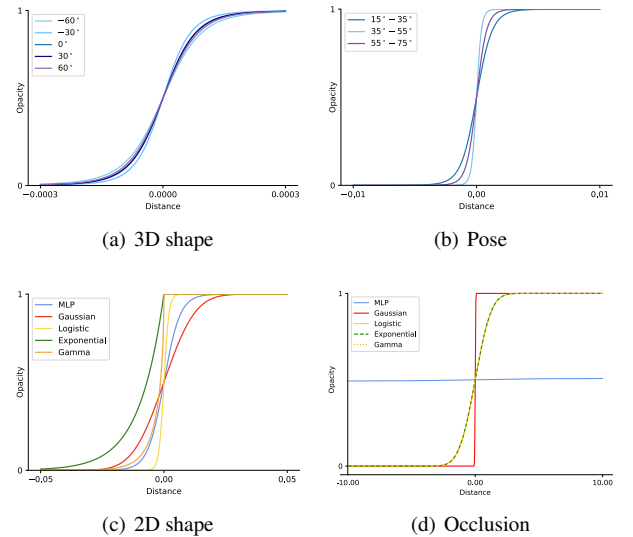 1
−60°
−30°
0°
30°
60°
Opacity
0
−0.0003
0.0000
0.0003
Distance
(a) 3D shape
1
15° − 35°
35° − 55°
55° − 75°
Opacity
0
−0,01
0,00
0,01
Distance
(b) Pose
1
MLP
Gaussian
Logistic
Exponential
Gamma
Opacity
0
−0,05
0,00
0,05
Distance
(c) 2D shape
1
MLP
Gaussian
Logistic
Exponential
Gamma
Opacity
0
-10.00
0.00
10.00
Distance
(d) Occlusion